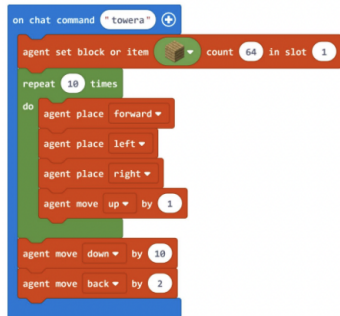 on chat command "towera"
agent set block or item count 64 in slot 1
repeat 10 times
do
agent place forward
agent place left
agent place right
agent move up by 1
agent move down by 10
agent move back by 2